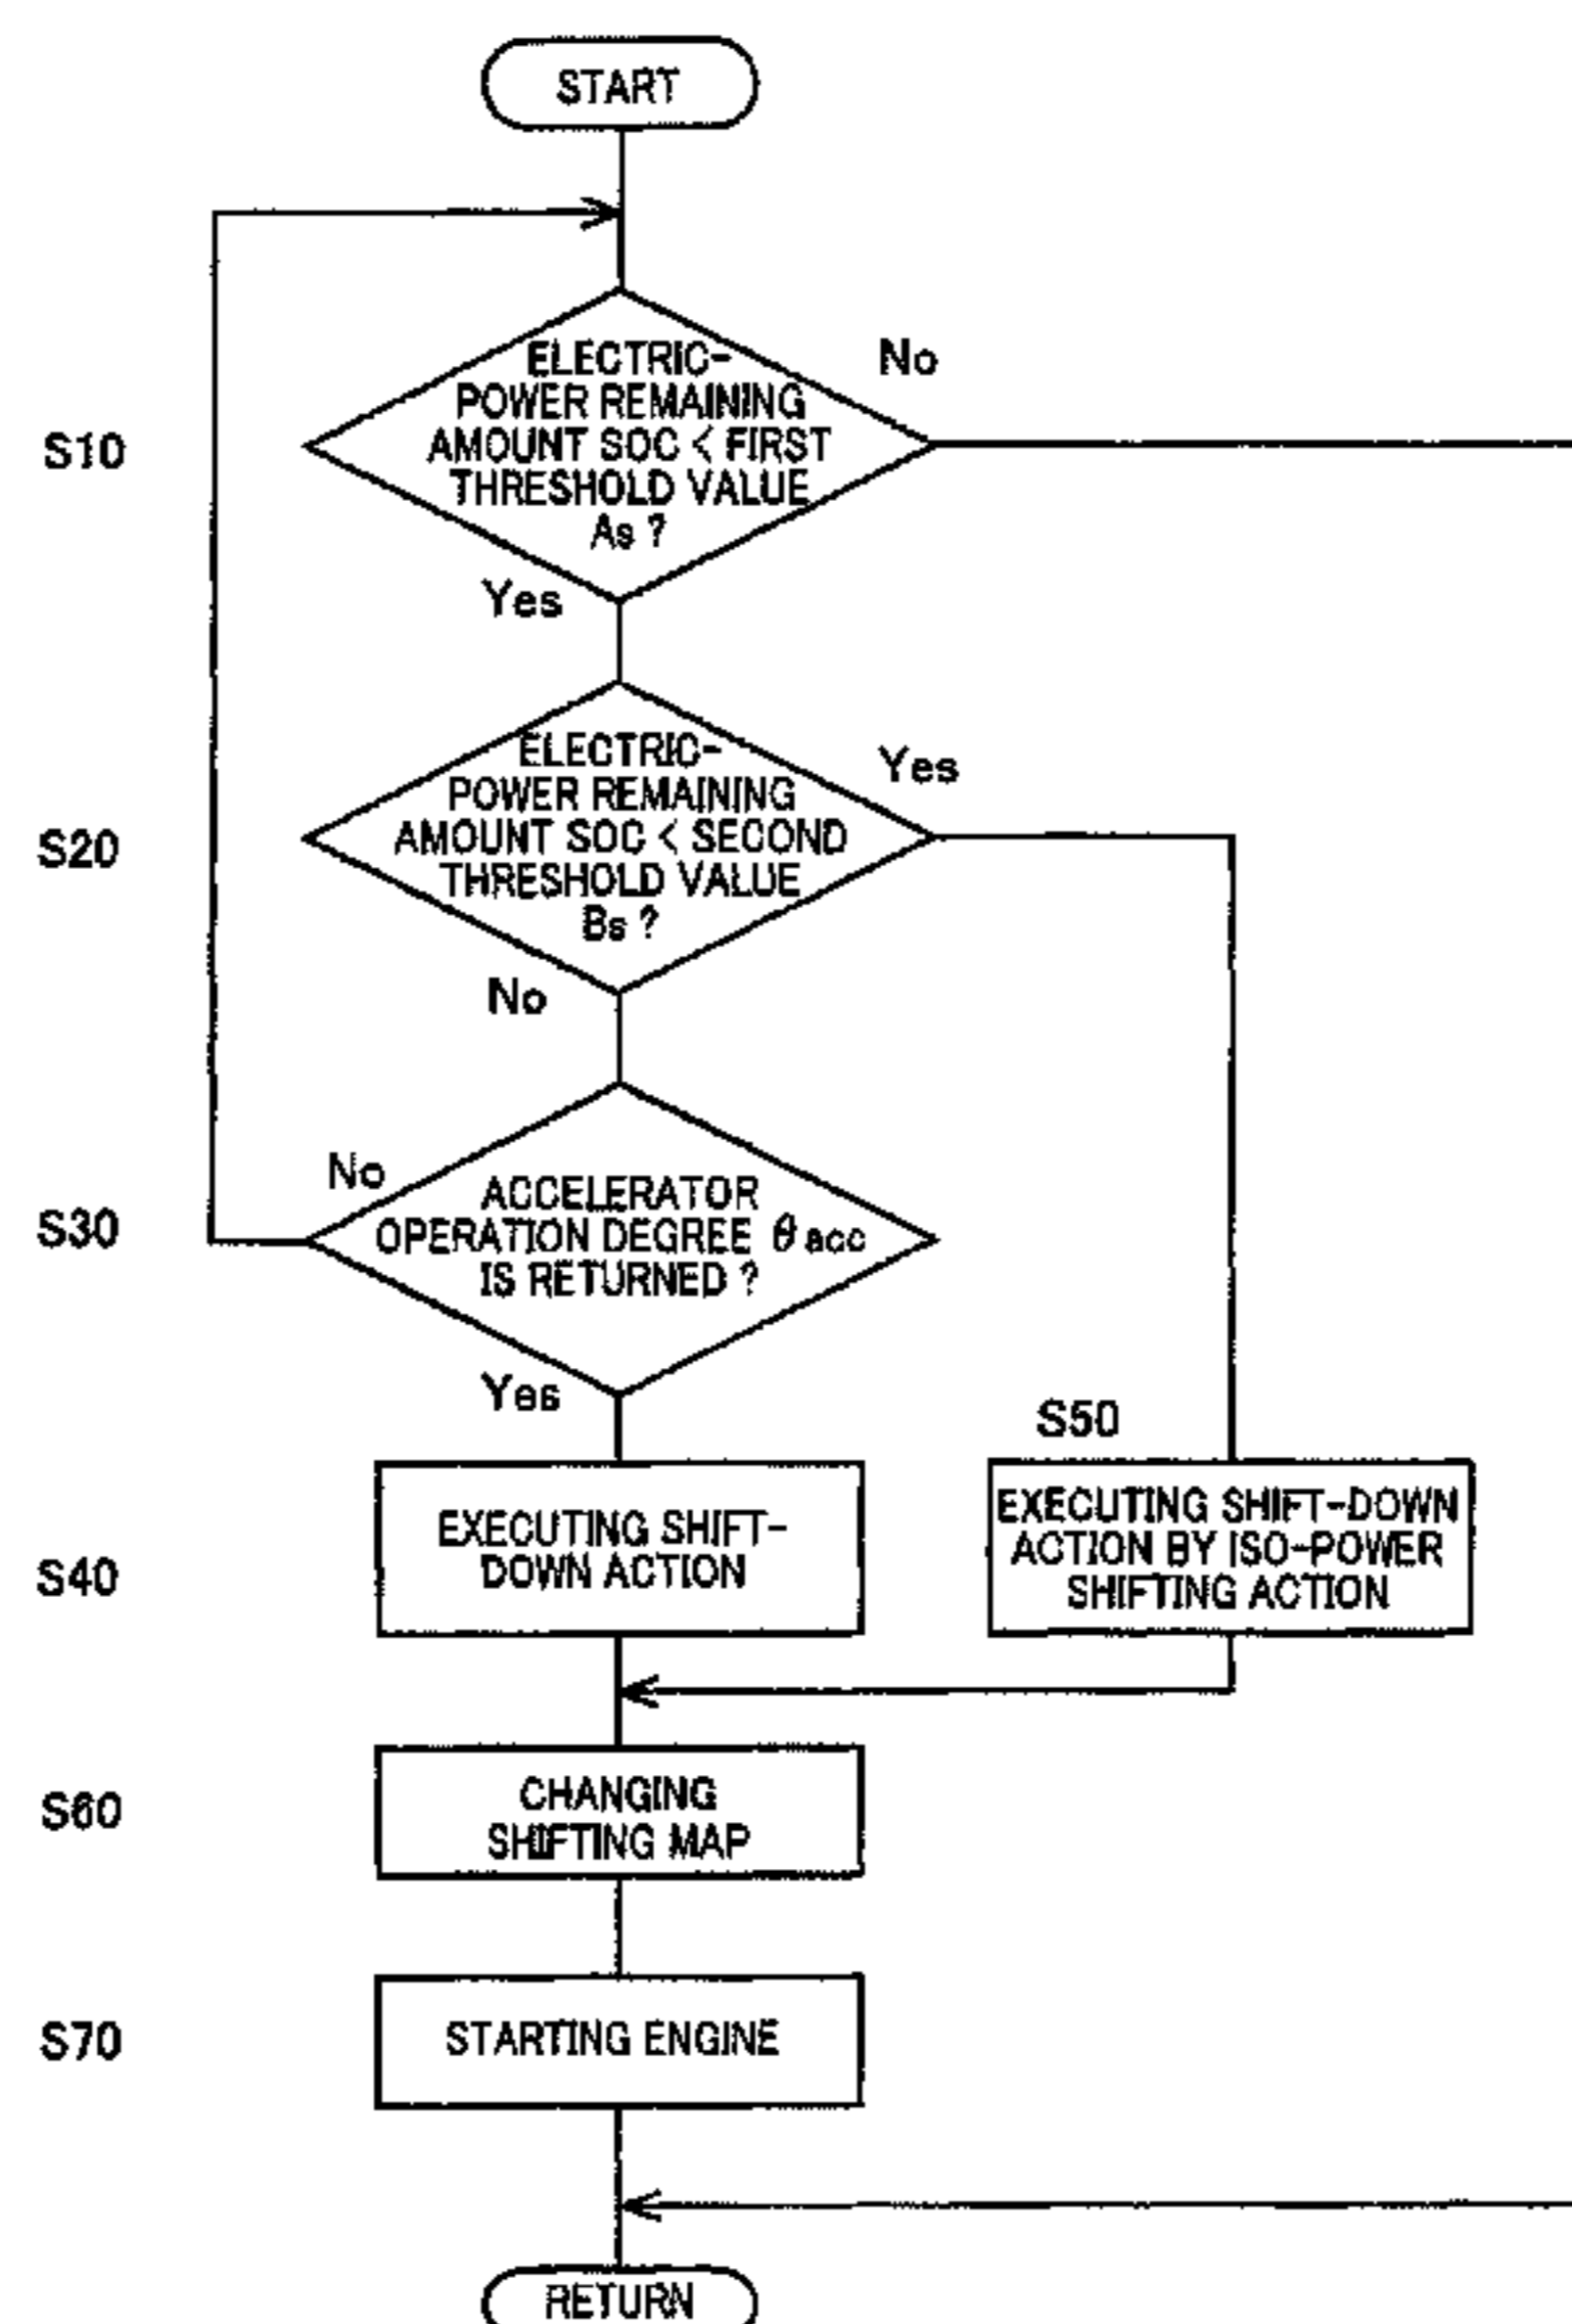 START
ELECTRIC-
POWER REMAINING
AMOUNT SOC < FIRST
THRESHOLD VALUE
As ?
No
S10
Yes
ELECTRIC-
POWER REMAINING
AMOUNT SOC < SECOND
THRESHOLD VALUE
Bs ?
Yes
S20
No
No
ACCELERATOR
OPERATION DEGREE θacc
IS RETURNED ?
S30
Yes
S50
EXECUTING SHIFT-
DOWN ACTION
S40
EXECUTING SHIFT-DOWN
ACTION BY ISO-POWER
SHIFTING ACTION
S60
CHANGING
SHIFTING MAP
S70
STARTING ENGINE
RETURN